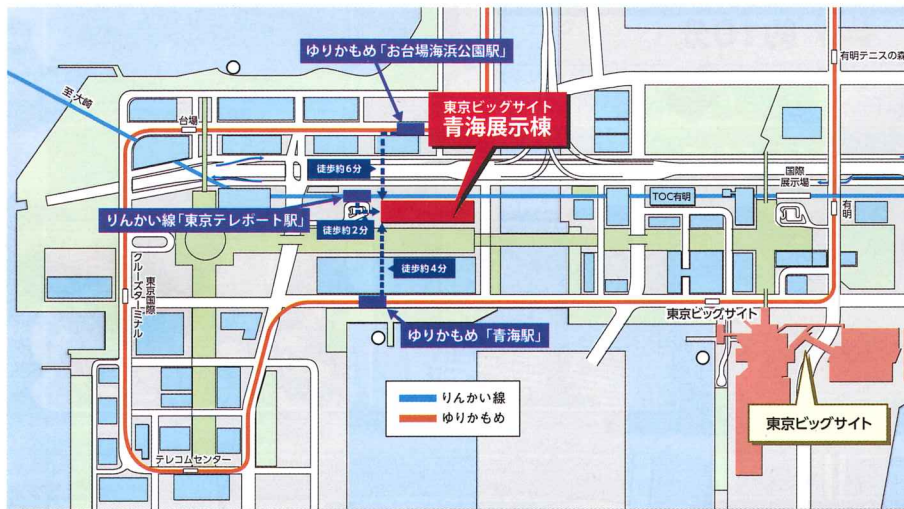 ゆりかもめ「お台場海浜公園駅」
有明テニスの森
至大崎
東京ビッグサイト
青海展示棟
台場
徒歩約6分
国際
展示場
TOC有明
有明
りんかい線「東京テレポート駅」
徒歩約2分
徒歩約4分
東京国際
クルーズターミナル
東京ビッグサイト
ゆりかもめ「青海駅」
りんかい線
ゆりかもめ
東京ビッグサイト
テレコムセンター